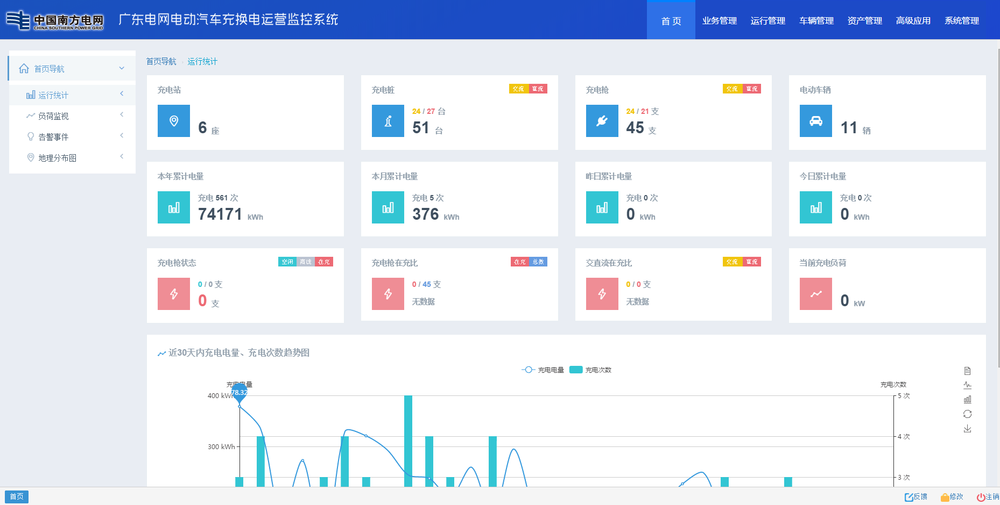 中国南方电网
CHINA SOUTHERN POWER GRID
广东电网电动汽车充换电运营监控系统
首 页
业务管理
运行管理
车辆管理
资产管理
高级应用
系统管理
首页导航
运行统计
负荷监视
告警事件
地理分布图
首页导航
运行统计
充电站
6 座
充电桩
交流 直流
24 / 27 台
51 台
充电枪
交流 直流
24 / 21 支
45 支
电动车辆
11 辆
本年累计电量
充电 561 次
74171 kWh
本月累计电量
充电 5 次
376 kWh
昨日累计电量
充电 0 次
0 kWh
今日累计电量
充电 0 次
0 kWh
充电枪状态
空闲 离线 在充
0 / 0 支
0 支
充电枪在充比
在充 总数
0 / 45 支
无数据
交直流在充比
交流 直流
0 / 0 支
无数据
当前充电负荷
0 kW
近30天内充电电量、充电次数趋势图
充电电量 充电次数
充电电量
充电次数
78.32
400 kWh
5 次
4 次
300 kWh
3 次
首页
反馈
修改
注销